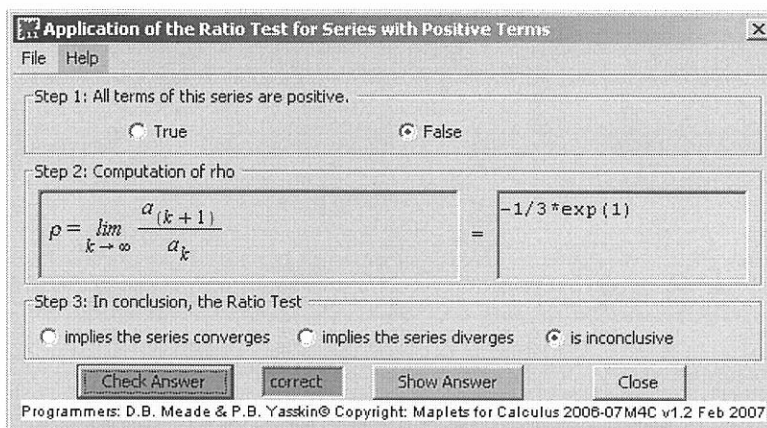 Application of the Ratio Test for Series with Positive Terms
File Help
Step 1: All terms of this series are positive.
True False
Step 2: Computation of rho
ρ = lim k→∞ a(k+1) / a_k = -1/3*exp(1)
Step 3: In conclusion, the Ratio Test
implies the series converges implies the series diverges is inconclusive
Check Answer correct Show Answer Close
Programmers: D.B. Meade & P.B. Yasskin© Copyright: Maplets for Calculus 2006-07 M4C v1.2 Feb 2007